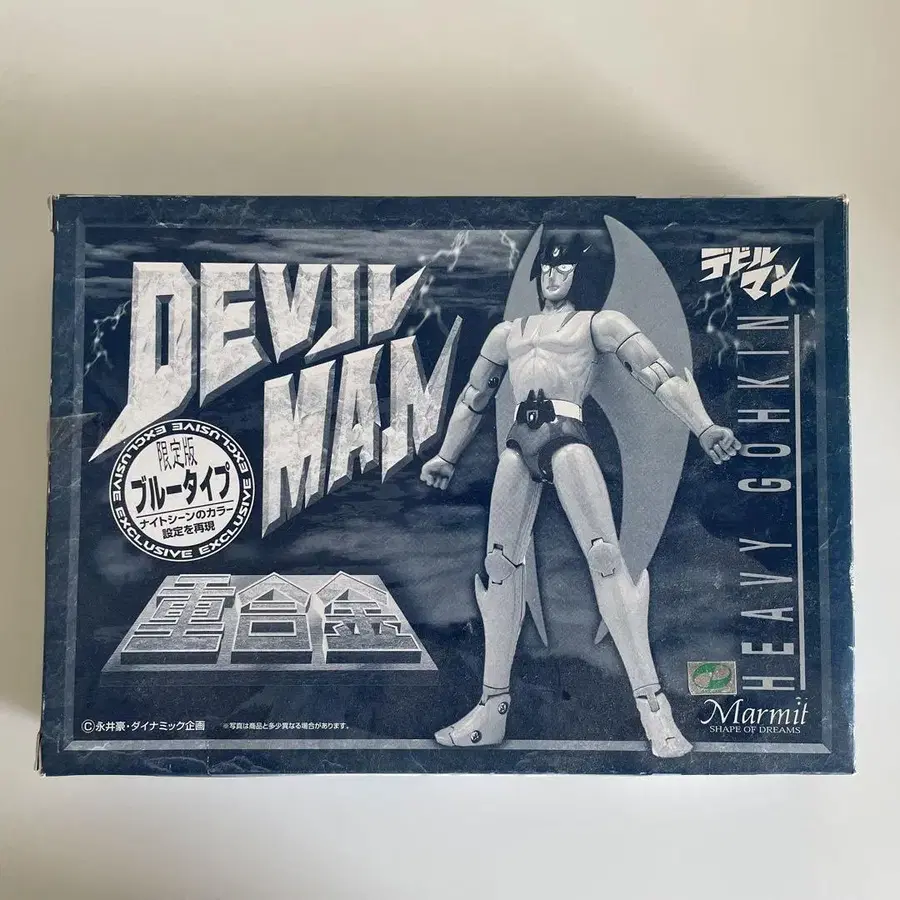 DEVIL
MAN
デビル
マン
EXCLUSIVE EXCLUSIVE EXCLUSIVE EXCLUSIVE
限定版
ブルータイプ
ナイトシーンのカラー
設定を再現
重合金
HEAVY GOHKIN
Marmit
SHAPE OF DREAMS
©永井豪・ダイナミック企画
※写真は商品と多少異なる場合があります。